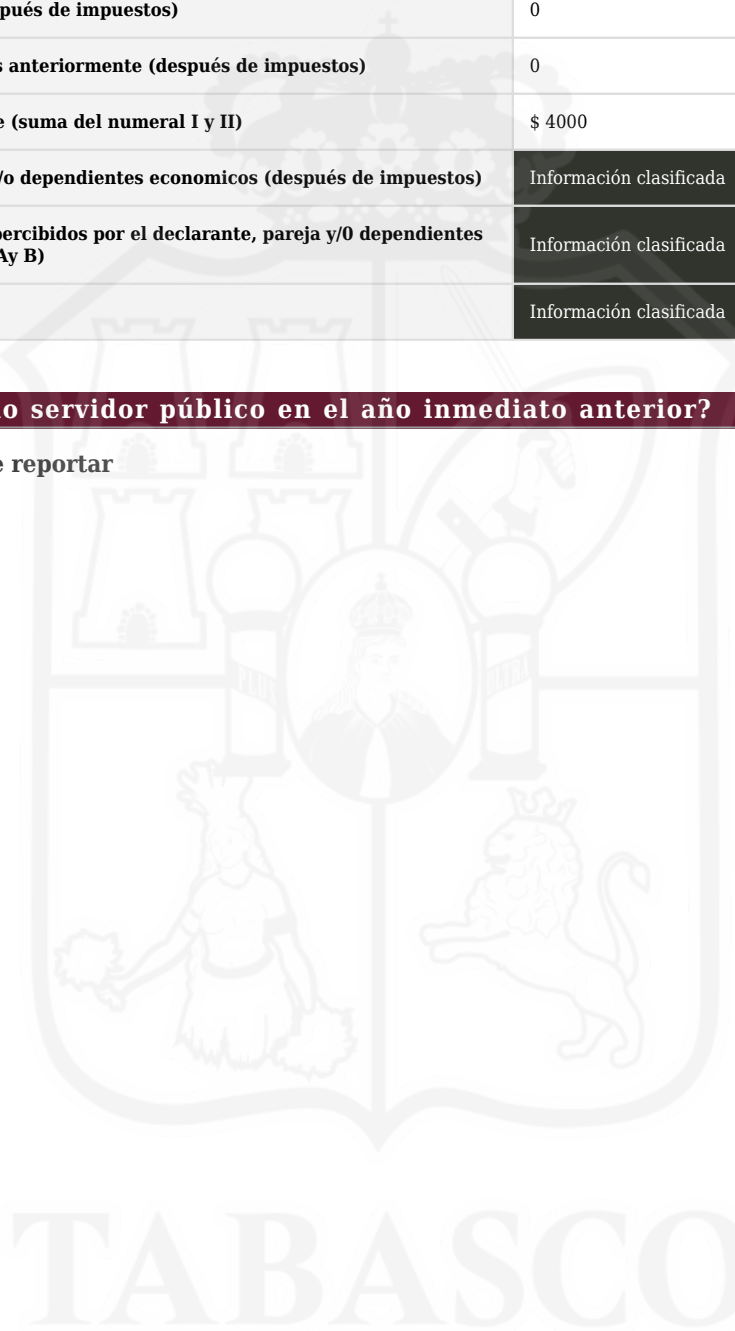 pués de impuestos)
0
s anteriormente (después de impuestos)
0
e (suma del numeral I y II)
$ 4000
/o dependientes economicos (después de impuestos)
Información clasificada
percibidos por el declarante, pareja y/0 dependientes
Ay B)
Información clasificada
Información clasificada
o servidor público en el año inmediato anterior?
e reportar
PLUS
ULTRA
TABASCO